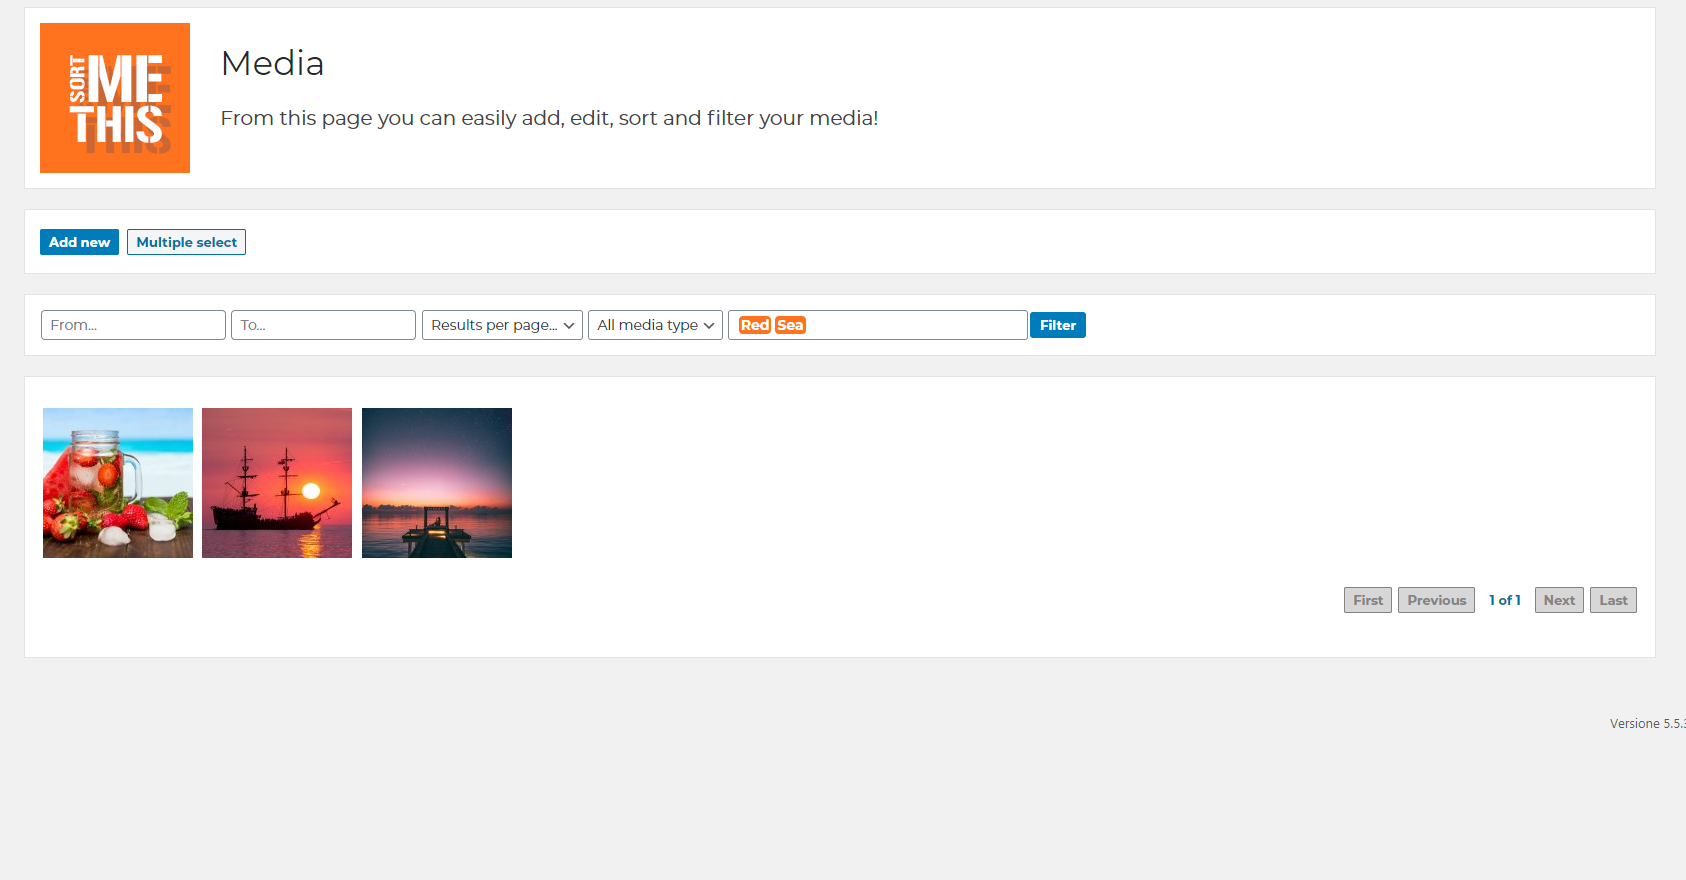 SORT ME THIS
Media
From this page you can easily add, edit, sort and filter your media!
Add new Multiple select
From... To... Results per page... All media type Red Sea Filter
First Previous 1 of 1 Next Last
Versione 5.5.3